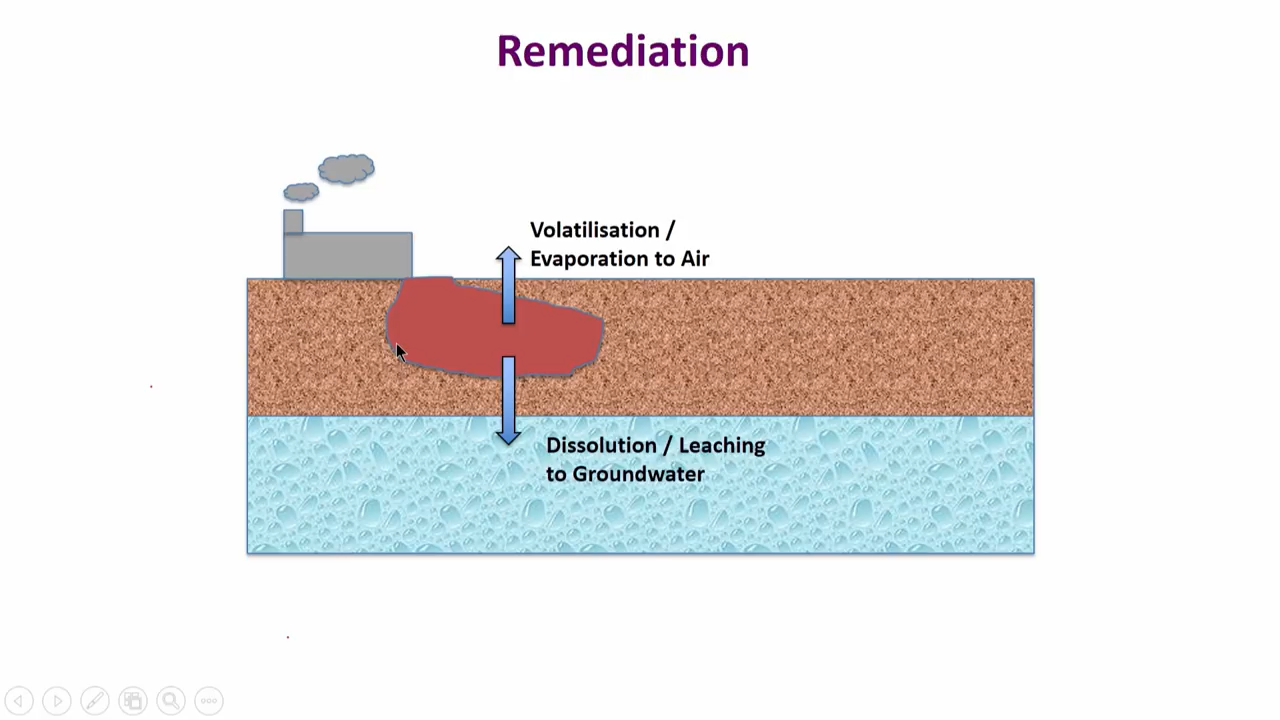 Remediation
Volatilisation /
Evaporation to Air
Dissolution / Leaching
to Groundwater